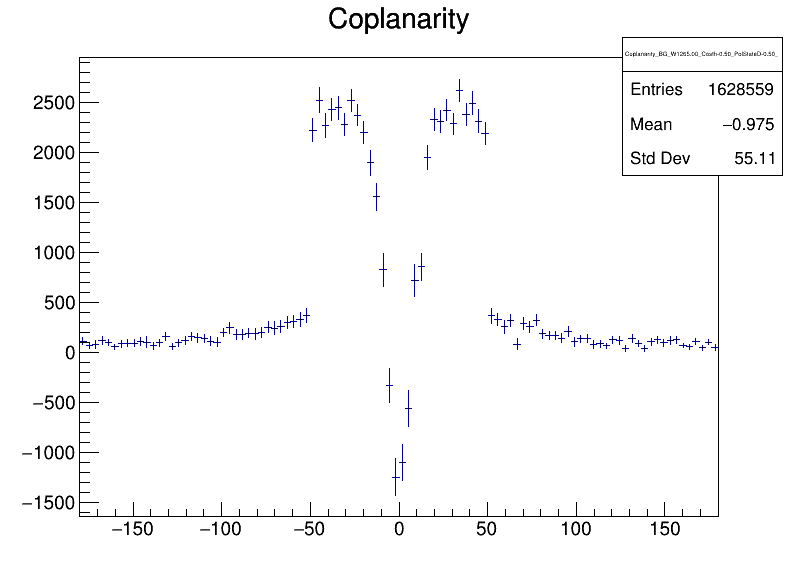 Coplanarity
Coplanarity_BG_W1265.00_Costh-0.50_PolStateD-0.50_
Entries 1628559
Mean −0.975
Std Dev 55.11
2500
2000
1500
1000
500
0
−500
−1000
−1500
−150 −100 −50 0 50 100 150